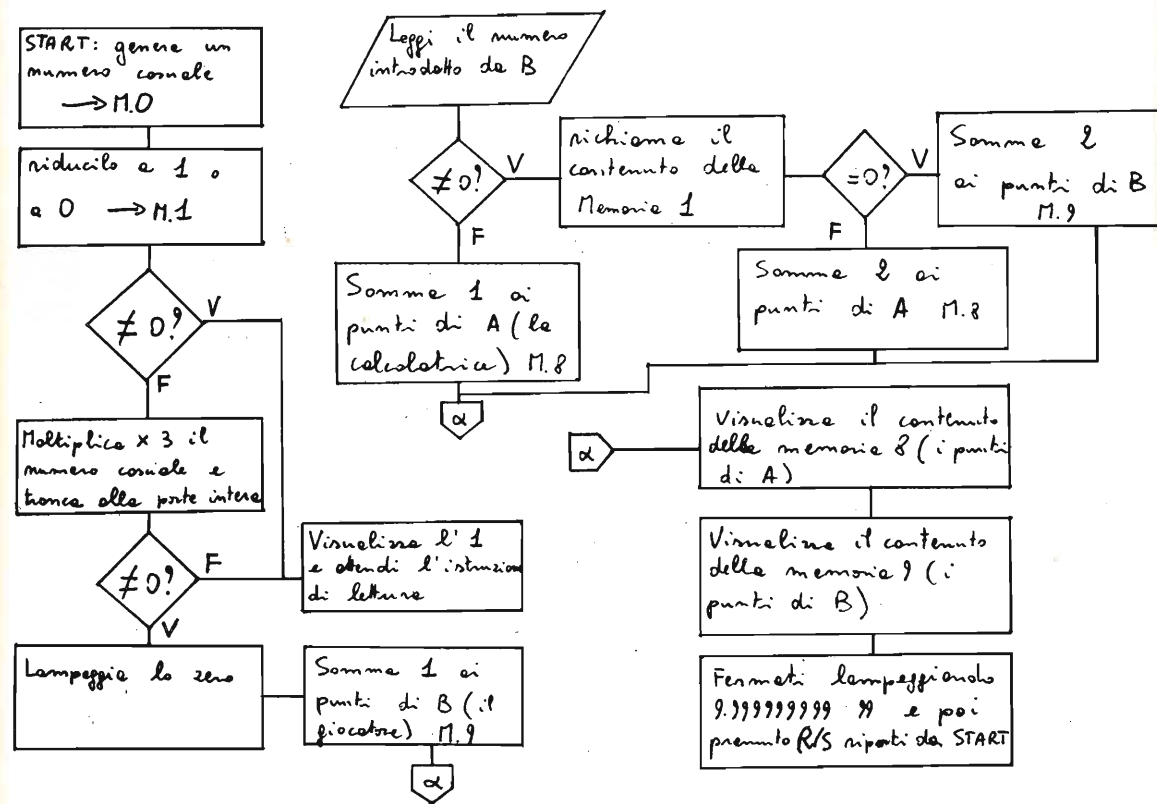 START: genera un
numero casuale
→ M.0
riducilo a 1 o
a 0 → M.1
≠ 0?
V
F
Moltiplica × 3 il
numero casuale e
tronca alla parte intera
≠ 0?
F
V
Visualizza l'1
e attendi l'istruzione
di lettura
Lampeggia lo zero
Somma 1 ai
punti di B (il
giocatore) M.9
α
Leggi il numero
introdotto da B
≠ 0?
V
F
richiama il
contenuto della
Memoria 1
=0?
V
F
Somma 2
ai punti di B
M.9
Somma 1 ai
punti di A (la
calcolatrice) M.8
Somma 2 ai
punti di A M.8
α
α
Visualizza il contenuto
della memoria 8 (i punti
di A)
Visualizza il contenuto
della memoria 9 (i
punti di B)
Fermati lampeggiando
9.999999999 99 e poi
premuto R/S riparti da START